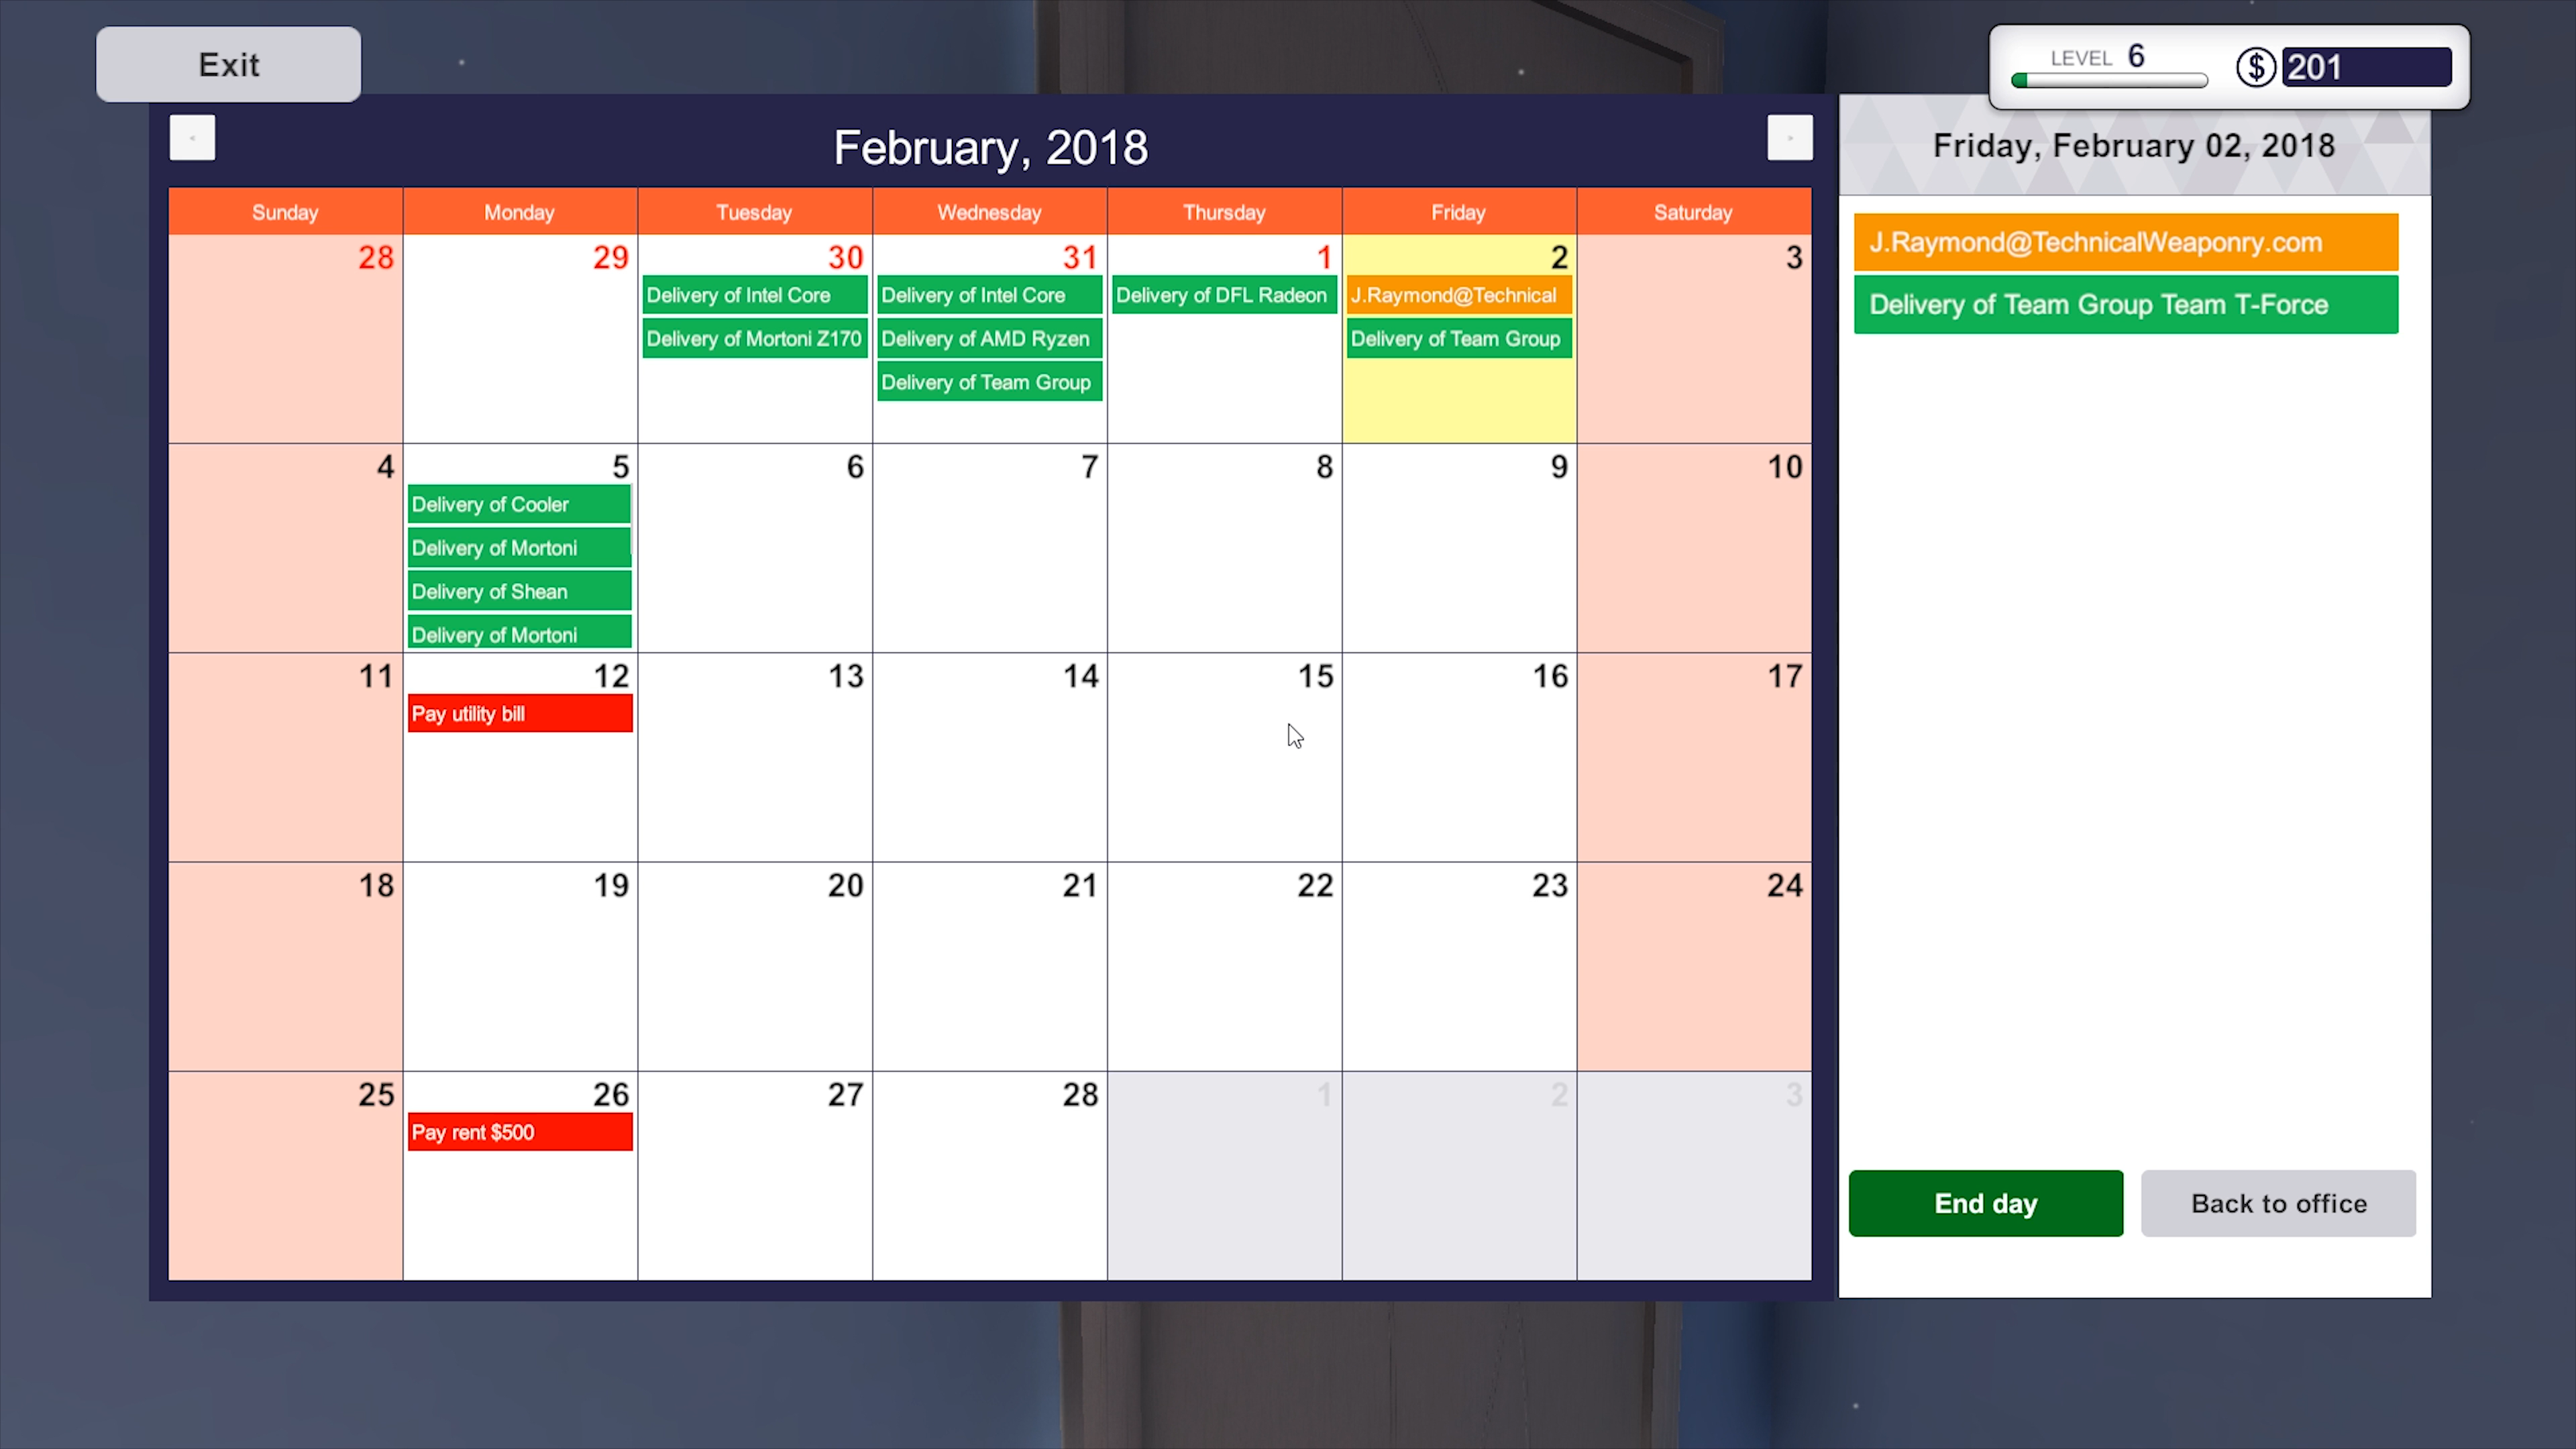 Exit
LEVEL 6
$ 201
February, 2018
Sunday Monday Tuesday Wednesday Thursday Friday Saturday
28 29 30 31 1 2 3
Delivery of Intel Core Delivery of Intel Core Delivery of DFL Radeon J.Raymond@Technical
Delivery of Mortoni Z170 Delivery of AMD Ryzen Delivery of Team Group
Delivery of Team Group
4 5 6 7 8 9 10
Delivery of Cooler
Delivery of Mortoni
Delivery of Shean
Delivery of Mortoni
11 12 13 14 15 16 17
Pay utility bill
18 19 20 21 22 23 24
25 26 27 28 1 2 3
Pay rent $500
Friday, February 02, 2018
J.Raymond@TechnicalWeaponry.com
Delivery of Team Group Team T-Force
End day
Back to office